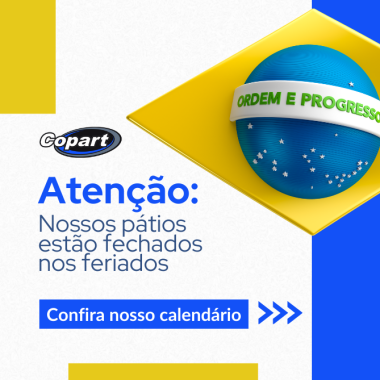 ORDEM E PROGRESSO
Copart
Atenção:
Nossos pátios
estão fechados
nos feriados
Confira nosso calendário